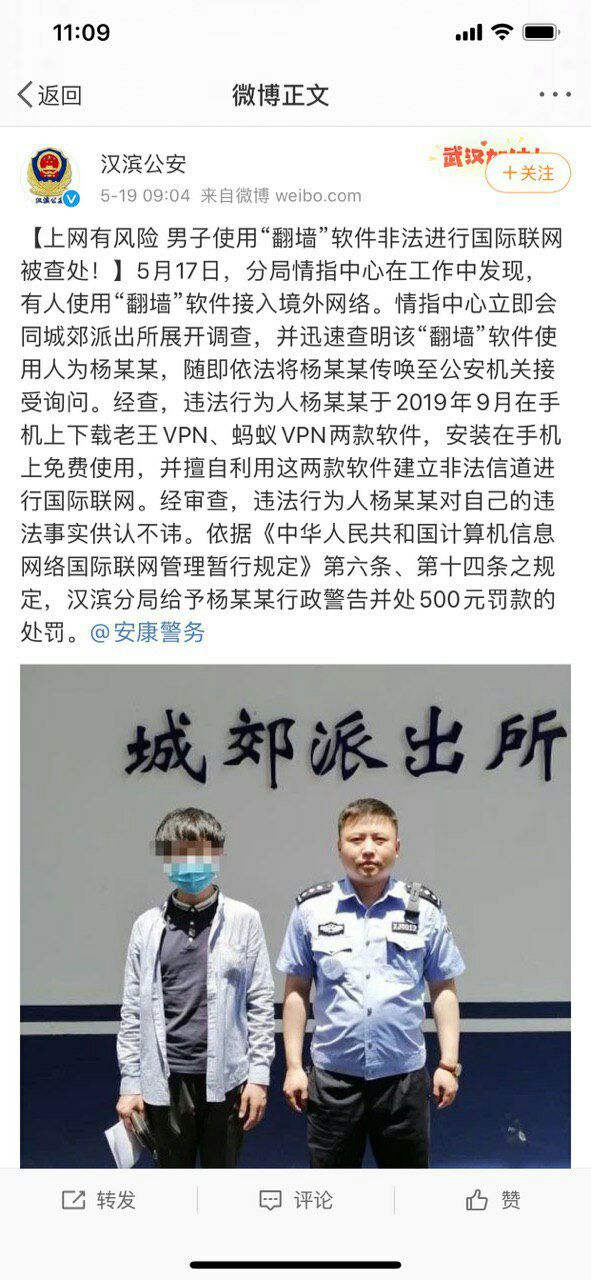 11:09
返回
微博正文
汉滨公安
汉滨公安
武汉加油!
+关注
5-19 09:04 来自微博 weibo.com
【上网有风险 男子使用“翻墙”软件非法进行国际联网
被查处！】5月17日，分局情指中心在工作中发现，
有人使用“翻墙”软件接入境外网络。情指中心立即会
同城郊派出所展开调查，并迅速查明该“翻墙”软件使
用人为杨某某，随即依法将杨某某传唤至公安机关接
受询问。经查，违法行为人杨某某于2019年9月在手
机上下载老王VPN、蚂蚁VPN两款软件，安装在手机
上免费使用，并擅自利用这两款软件建立非法信道进
行国际联网。经审查，违法行为人杨某某对自己的违
法事实供认不讳。依据《中华人民共和国计算机信息
网络国际联网管理暂行规定》第六条、第十四条之规
定，汉滨分局给予杨某某行政警告并处500元罚款的
处罚。@安康警务
城郊派出所
转发
评论
赞